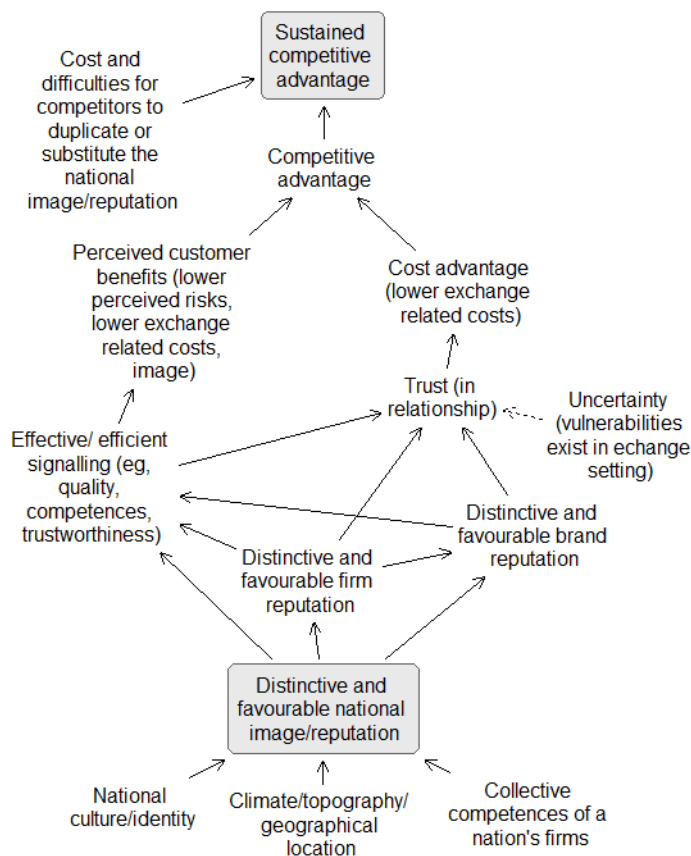 Sustained
competitive
advantage
Cost and
difficulties for
competitors to
duplicate or
substitute the
national
image/reputation
Competitive
advantage
Perceived customer
benefits (lower
perceived risks,
lower exchange
related costs,
image)
Cost advantage
(lower exchange
related costs)
Trust (in
relationship)
Uncertainty
(vulnerabilities
exist in echange
setting)
Effective/ efficient
signalling (eg,
quality,
competences,
trustworthiness)
Distinctive and
favourable brand
reputation
Distinctive and
favourable firm
reputation
Distinctive and
favourable national
image/reputation
National
culture/identity
Climate/topography/
geographical
location
Collective
competences of a
nation's firms